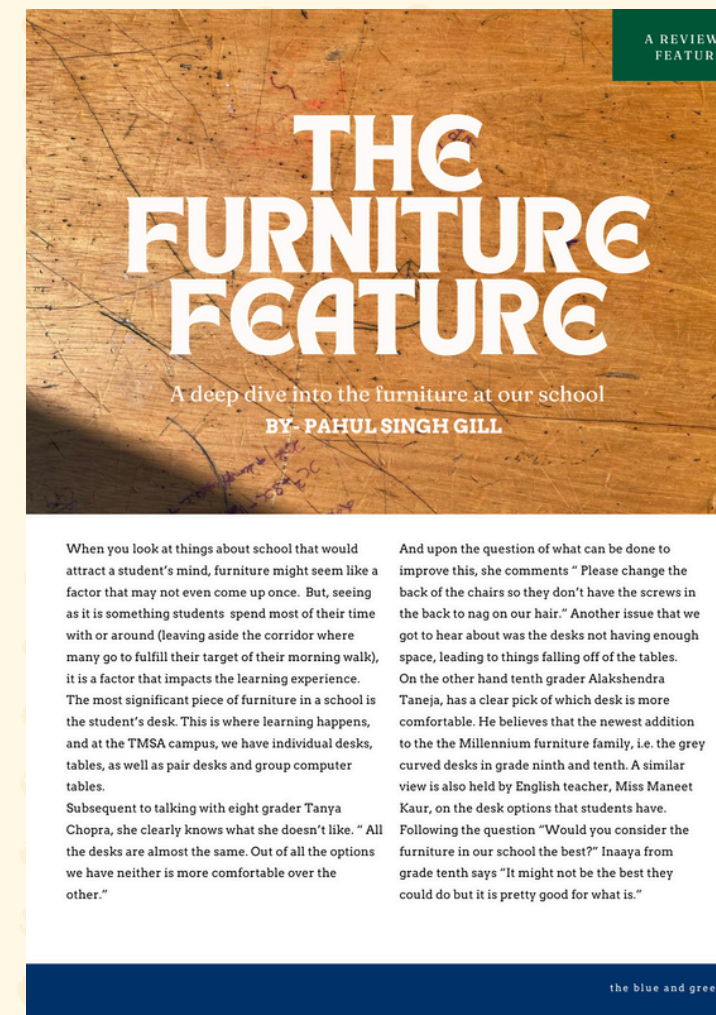 A REVIEW
FEATUR
THE
FURNITURE
FEATURE
A deep dive into the furniture at our school
BY- PAHUL SINGH GILL
When you look at things about school that would
attract a student’s mind, furniture might seem like a
factor that may not even come up once. But, seeing
as it is something students spend most of their time
with or around (leaving aside the corridor where
many go to fulfill their target of their morning walk),
it is a factor that impacts the learning experience.
The most significant piece of furniture in a school is
the student’s desk. This is where learning happens,
and at the TMSA campus, we have individual desks,
tables, as well as pair desks and group computer
tables.
Subsequent to talking with eight grader Tanya
Chopra, she clearly knows what she doesn’t like. “ All
the desks are almost the same. Out of all the options
we have neither is more comfortable over the
other.”
And upon the question of what can be done to
improve this, she comments “ Please change the
back of the chairs so they don’t have the screws in
the back to nag on our hair.” Another issue that we
got to hear about was the desks not having enough
space, leading to things falling off of the tables.
On the other hand tenth grader Alakshendra
Taneja, has a clear pick of which desk is more
comfortable. He believes that the newest addition
to the the Millennium furniture family, i.e. the grey
curved desks in grade ninth and tenth. A similar
view is also held by English teacher, Miss Maneet
Kaur, on the desk options that students have.
Following the question “Would you consider the
furniture in our school the best?” Inaaya from
grade tenth says “It might not be the best they
could do but it is pretty good for what is.”
the blue and gree